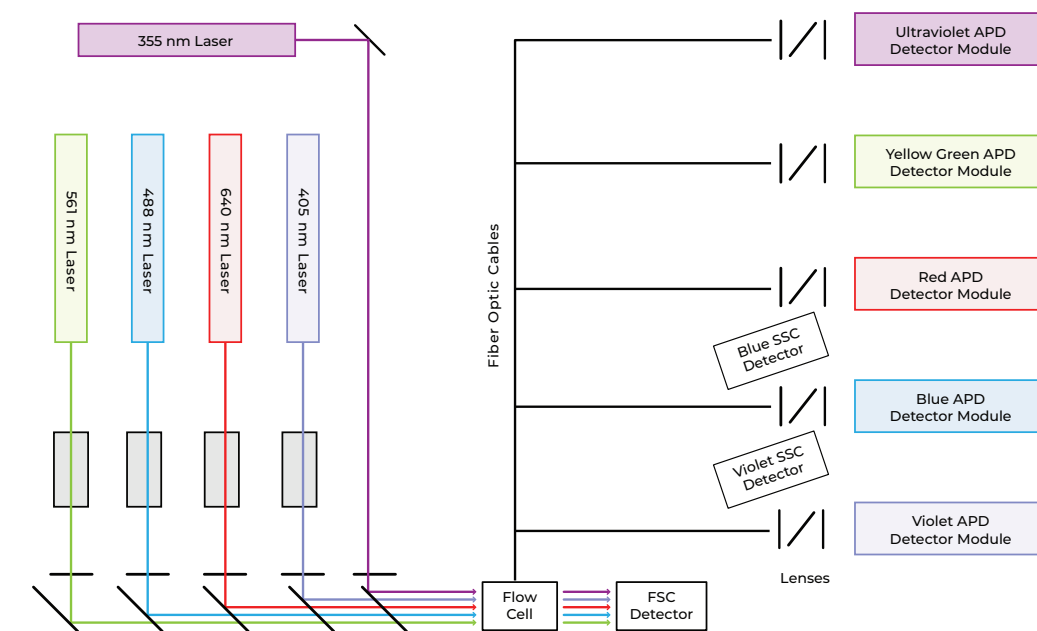 355 nm Laser
561 nm Laser
488 nm Laser
640 nm Laser
405 nm Laser
Fiber Optic Cables
Ultraviolet APD
Detector Module
Yellow Green APD
Detector Module
Red APD
Detector Module
Blue SSC
Detector
Blue APD
Detector Module
Violet SSC
Detector
Violet APD
Detector Module
Lenses
Flow
Cell
FSC
Detector